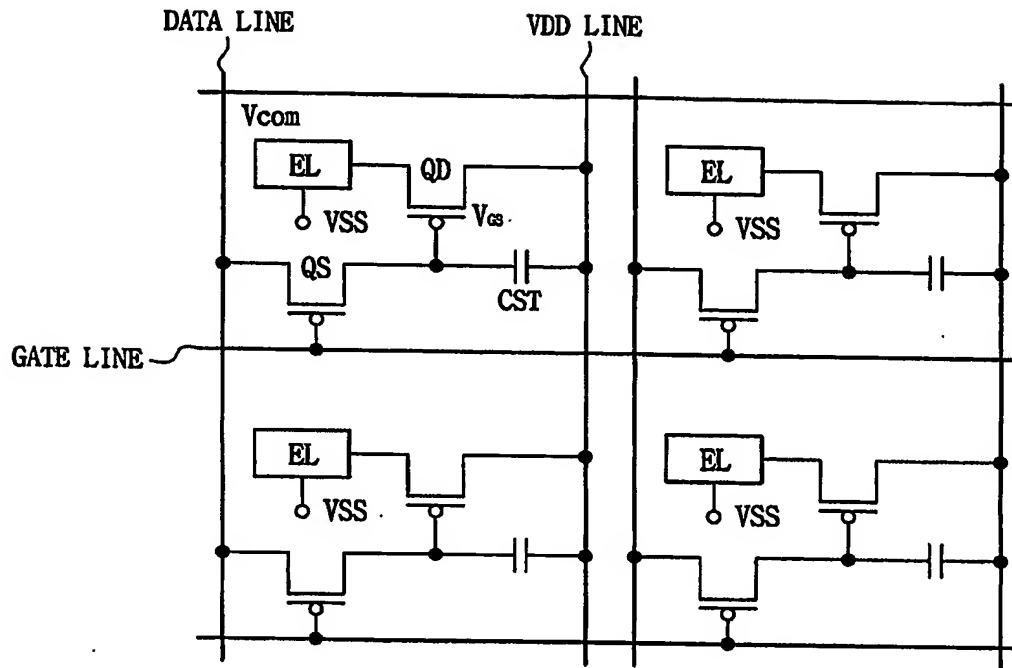 DATA LINE
VDD LINE
Vcom
EL
QD
EL
VSS
VGS
VSS
QS
CST
GATE LINE
EL
EL
VSS
VSS